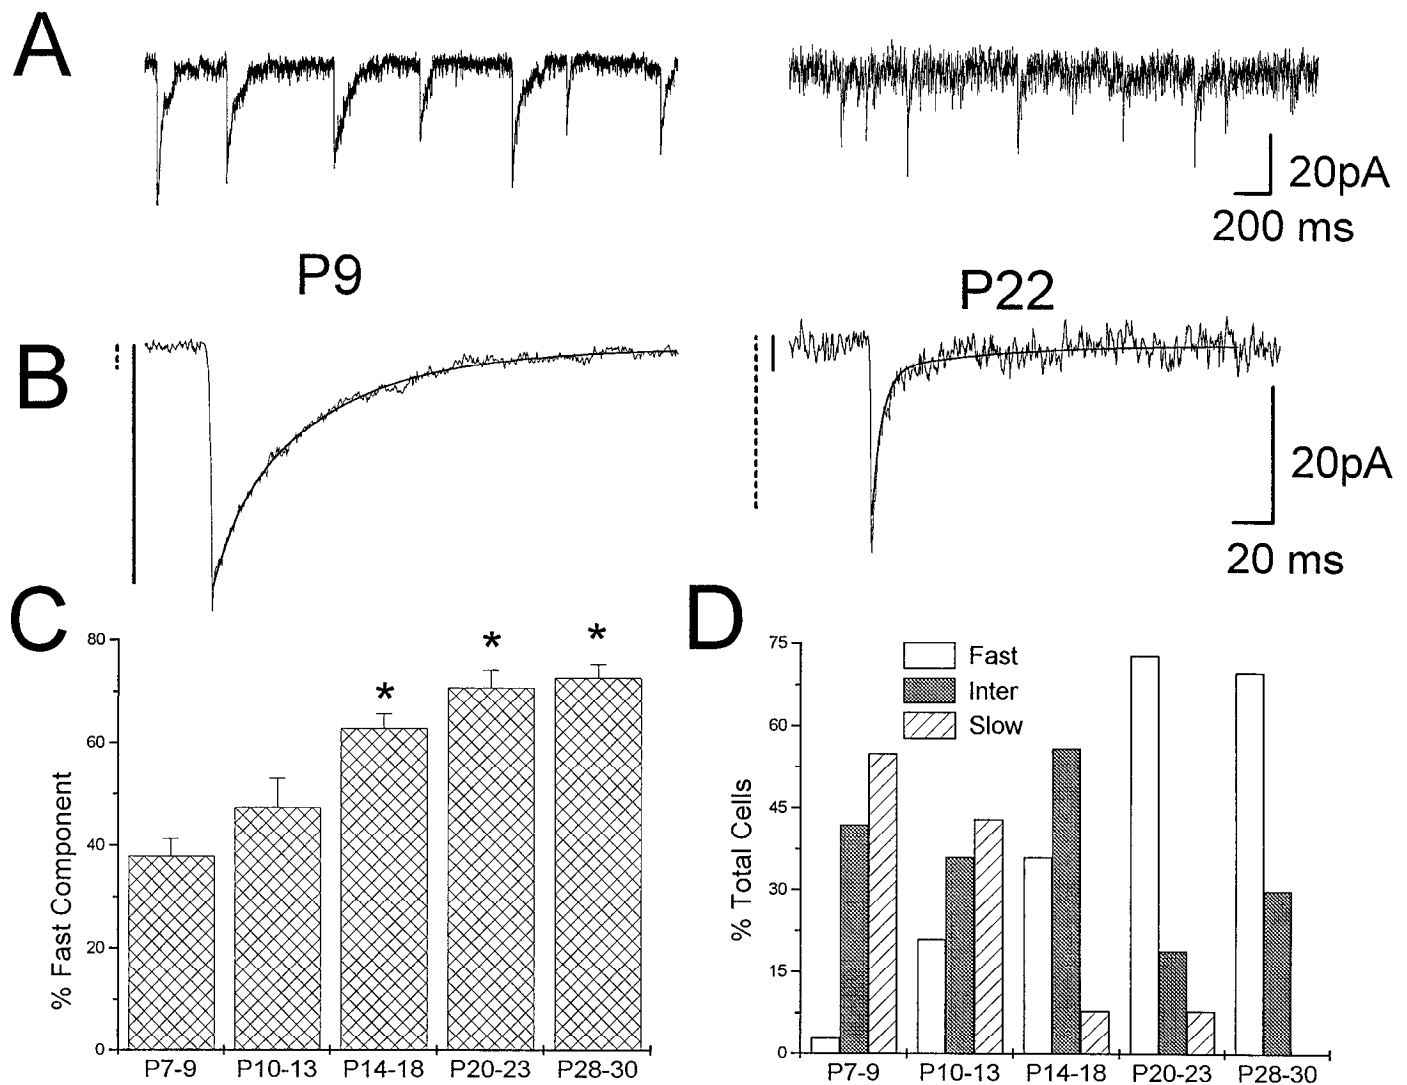 A
20pA
200 ms
P9
P22
B
20pA
20 ms
C
% Fast Component
80
60
40
20
0
*
*
*
P7-9
P10-13
P14-18
P20-23
P28-30
D
% Total Cells
75
60
45
30
15
0
Fast
Inter
Slow
P7-9
P10-13
P14-18
P20-23
P28-30